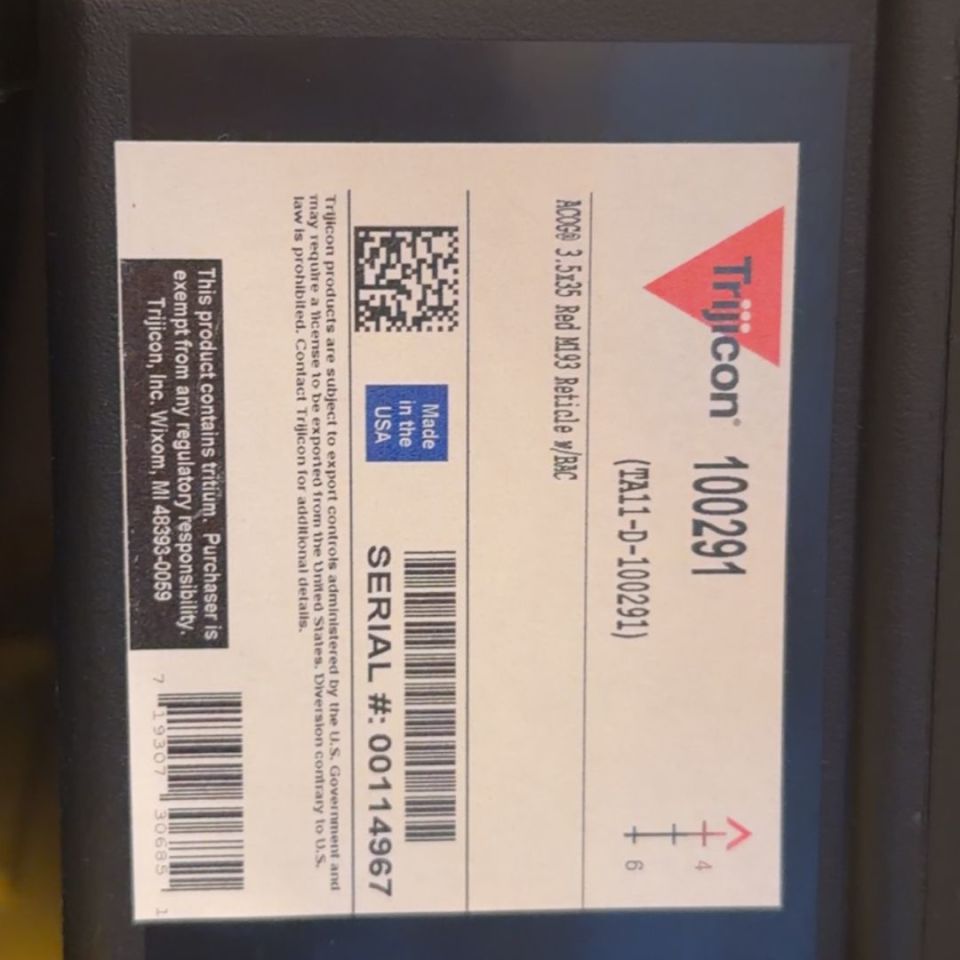 Trijicon®
100291
(TA11-D-100291)
4
6
ACOG® 3.5x35 Red M193 Reticle w/BAC
Made
in the
USA
SERIAL #: 00114967
Trijicon products are subject to export controls administered by the U.S. Government and
may require a license to be exported from the United States. Diversion contrary to U.S.
law is prohibited. Contact Trijicon for additional details.
This product contains tritium. Purchaser is
exempt from any regulatory responsibility.
Trijicon, Inc. Wixom, MI 48393-0059
7 19307 30685 1